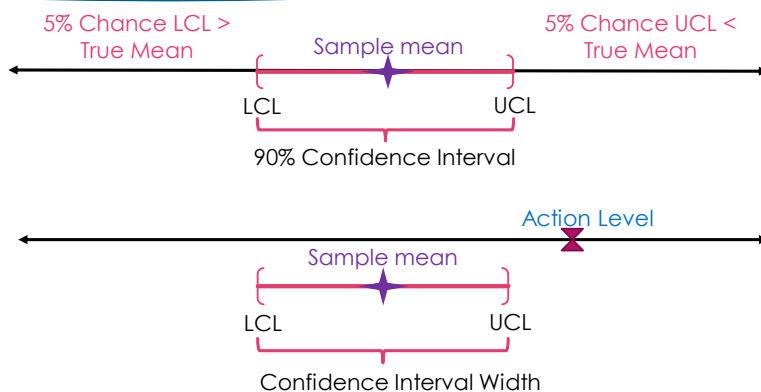 5% Chance LCL >
True Mean
Sample mean
5% Chance UCL <
True Mean
LCL
UCL
90% Confidence Interval
Action Level
Sample mean
LCL
UCL
Confidence Interval Width